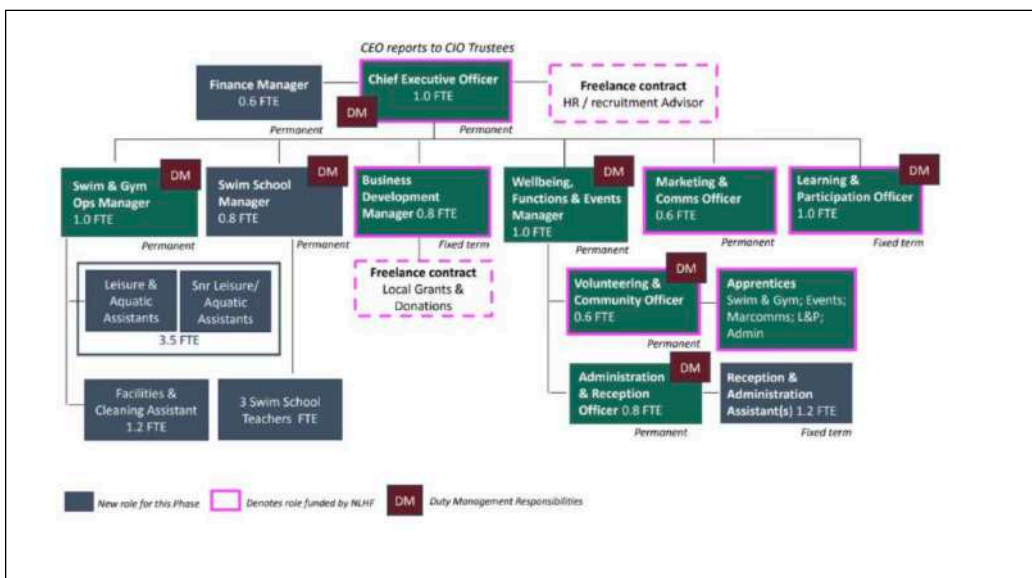 CEO reports to CIO Trustees
Finance Manager
0.6 FTE
Permanent
Chief Executive Officer
1.0 FTE
DM
Permanent
Freelance contract
HR / recruitment Advisor
Swim & Gym
Ops Manager
1.0 FTE
DM
Permanent
Swim School
Manager
0.8 FTE
DM
Permanent
Business
Development
Manager 0.8 FTE
Fixed term
Wellbeing,
Functions & Events
Manager
1.0 FTE
DM
Permanent
Marketing &
Comms Officer
0.6 FTE
Permanent
Learning &
Participation Officer
1.0 FTE
DM
Fixed term
Leisure &
Aquatic
Assistants
Snr Leisure/
Aquatic
Assistants
3.5 FTE
Freelance contract
Local Grants &
Donations
Volunteering &
Community Officer
0.6 FTE
DM
Permanent
Apprentices
Swim & Gym; Events;
Marcomms; L&P;
Admin
Facilities &
Cleaning Assistant
1.2 FTE
3 Swim School
Teachers FTE
Administration
& Reception
Officer 0.8 FTE
DM
Permanent
Reception &
Administration
Assistant(s) 1.2 FTE
Fixed term
New role for this Phase
Denotes role funded by NLHF
DM
Duty Management Responsibilities